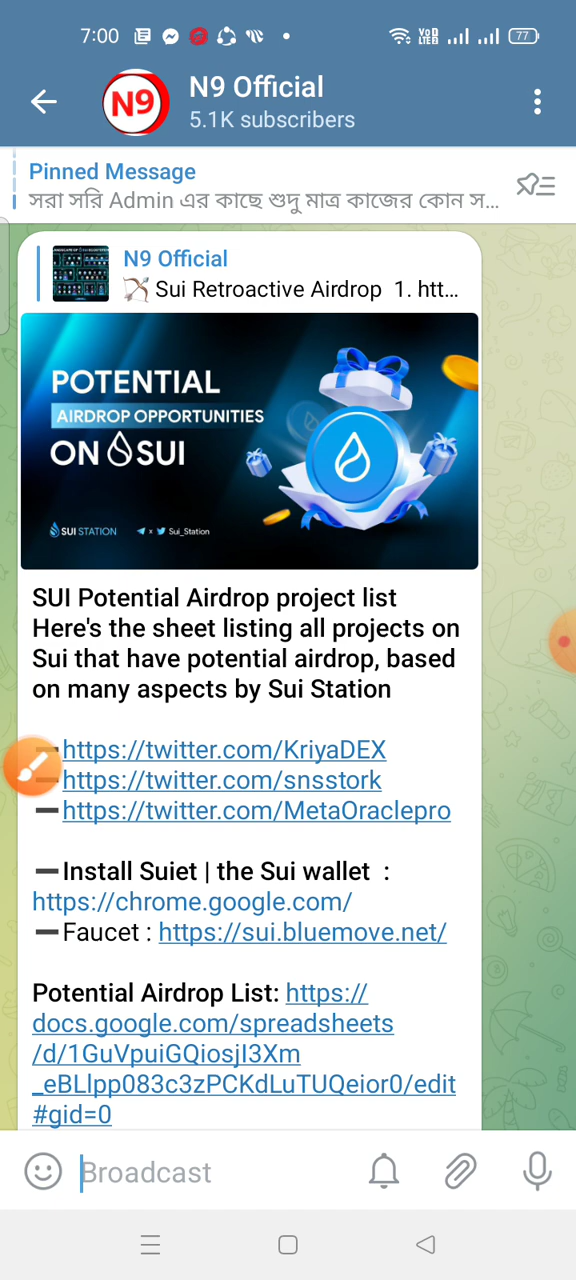 7:00
VoD LTE2
77
N9
N9 Official
5.1K subscribers
Pinned Message
সরা সরি Admin এর কাছে শুদু মাত্র কাজের কোন স...
N9 Official
Sui Retroactive Airdrop 1. htt...
POTENTIAL
AIRDROP OPPORTUNITIES
ON SUI
SUI STATION
x Sui_Station
SUI Potential Airdrop project list
Here's the sheet listing all projects on
Sui that have potential airdrop, based
on many aspects by Sui Station
https://twitter.com/KriyaDEX
https://twitter.com/snsstork
➖https://twitter.com/MetaOraclepro
➖Install Suiet | the Sui wallet :
https://chrome.google.com/
➖Faucet : https://sui.bluemove.net/
Potential Airdrop List: https://
docs.google.com/spreadsheets
/d/1GuVpuiGQiosjI3Xm
_eBLlpp083c3zPCKdLuTUQeior0/edit
#gid=0
Broadcast